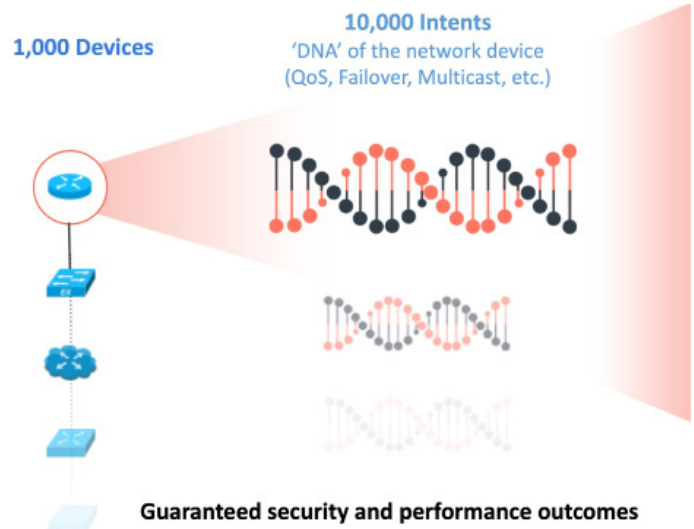 1,000 Devices
10,000 Intents
‘DNA’ of the network device
(QoS, Failover, Multicast, etc.)
Guaranteed security and performance outcomes